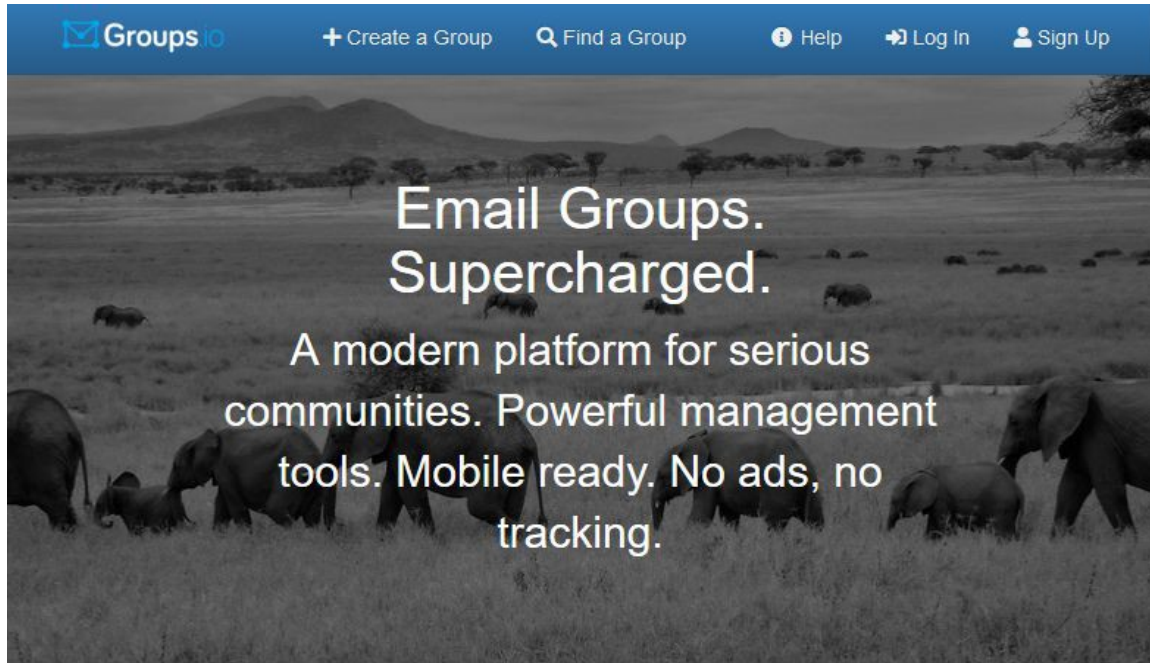 Groups.io
Create a Group
Find a Group
Help
Log In
Sign Up
Email Groups.
Supercharged.
A modern platform for serious
communities. Powerful management
tools. Mobile ready. No ads, no
tracking.